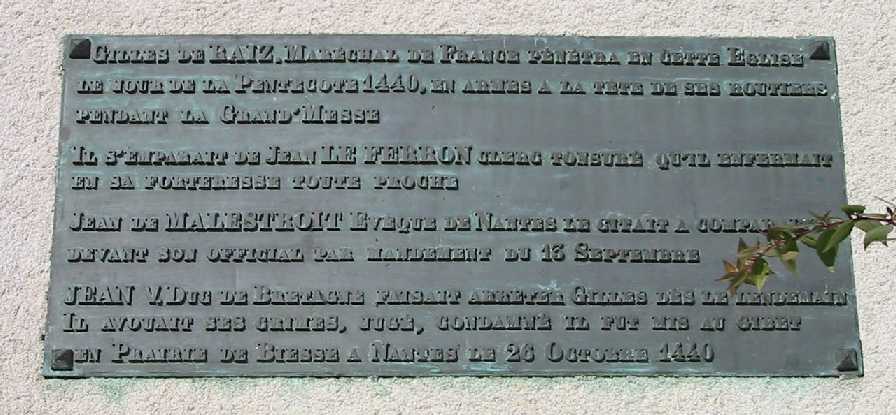 GILLES DE RAIZ, MARÉCHAL DE FRANCE PÉNÉTRA EN CETTE EGLISE
LE JOUR DE LA PENTECOTE 1440, EN ARMES A LA TETE DE SES ROUTIERS
PENDANT LA GRAND'MESSE
IL S'EMPARAIT DE JEAN LE FERRON CLERC TONSURÉ QU'IL ENFERMAIT
EN SA FORTERESSE TOUTE PROCHE
JEAN DE MALESTROIT EVÊQUE DE NANTES LE CITAIT A
DEVANT SON OFFICIAL PAR MANDEMENT DU 13 SEPTEMBRE
JEAN V, DUC DE BRETAGNE FAISAIT ARRÊTER GILLES DÈS LE LENDEMAIN
IL AVOUAIT SES CRIMES, JUGÉ, CONDAMNÉ IL FUT MIS AU GIBET
EN PRAIRIE DE BIESSE A NANTES LE 26 OCTOBRE 1440